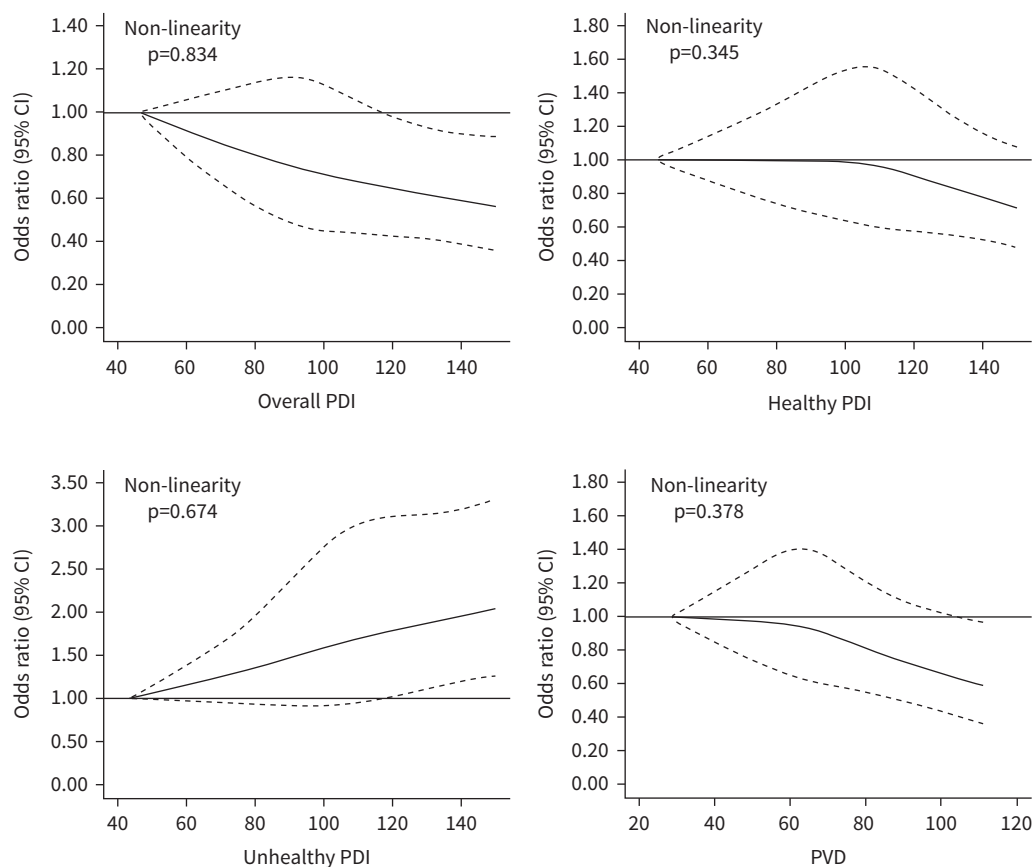 1.40
1.20
1.00
0.80
0.60
0.40
0.20
0.00
Odds ratio (95% CI)
Non-linearity
p=0.834
40 60 80 100 120 140
Overall PDI
1.80
1.60
1.40
1.20
1.00
0.80
0.60
0.40
0.20
0.00
Odds ratio (95% CI)
Non-linearity
p=0.345
40 60 80 100 120 140
Healthy PDI
3.50
3.00
2.50
2.00
1.50
1.00
0.50
0.00
Odds ratio (95% CI)
Non-linearity
p=0.674
40 60 80 100 120 140
Unhealthy PDI
1.80
1.60
1.40
1.20
1.00
0.80
0.60
0.40
0.20
0.00
Odds ratio (95% CI)
Non-linearity
p=0.378
20 40 60 80 100 120
PVD